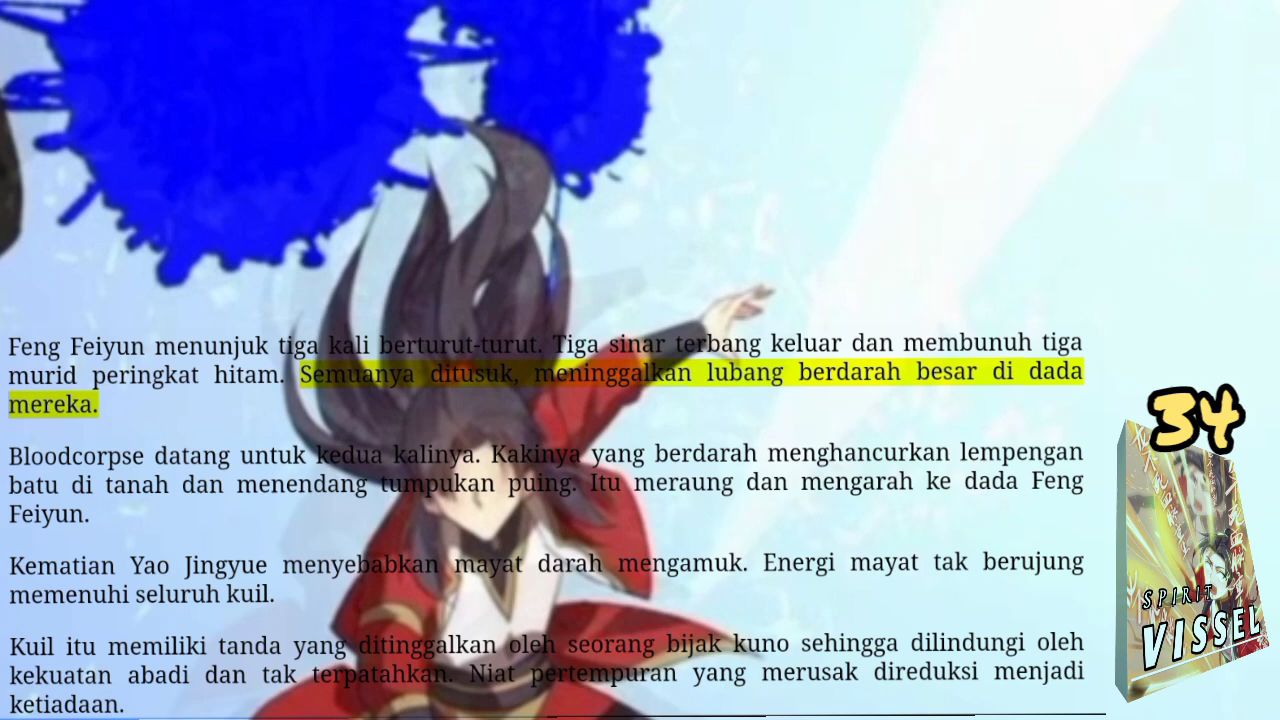 Feng Feiyun menunjuk tiga kali berturut-turut. Tiga sinar terbang keluar dan membunuh tiga
murid peringkat hitam. Semuanya ditusuk, meninggalkan lubang berdarah besar di dada
mereka.
Bloodcorpse datang untuk kedua kalinya. Kakinya yang berdarah menghancurkan lempengan
batu di tanah dan menendang tumpukan puing. Itu meraung dan mengarah ke dada Feng
Feiyun.
Kematian Yao Jingyue menyebabkan mayat darah mengamuk. Energi mayat tak berujung
memenuhi seluruh kuil.
Kuil itu memiliki tanda yang ditinggalkan oleh seorang bijak kuno sehingga dilindungi oleh
kekuatan abadi dan tak terpatahkan. Niat pertempuran yang merusak direduksi menjadi
ketiadaan.
34
SPIRIT
VISSEL